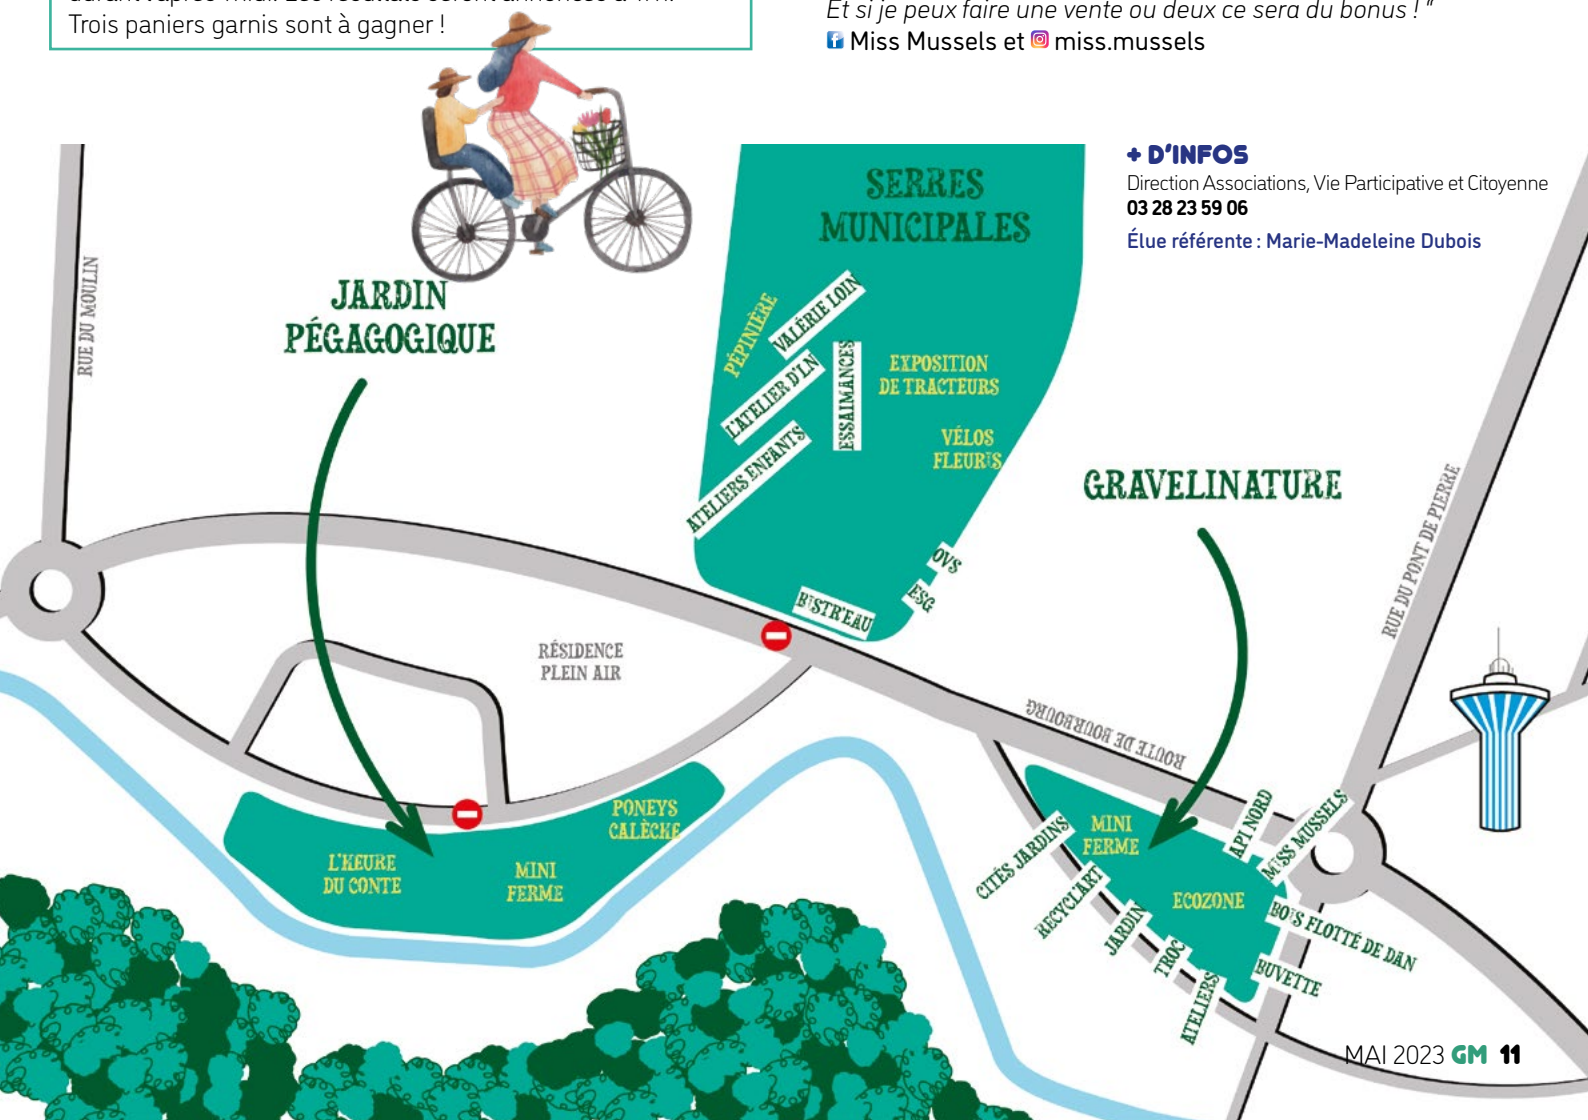 Trois paniers garnis sont à gagner !
Et si je peux faire une vente ou deux ce sera du bonus ! "
Miss Mussels et miss.mussels
+ D'INFOS
Direction Associations, Vie Participative et Citoyenne
03 28 23 59 06
Élue référente : Marie-Madeleine Dubois
RUE DU MOULIN
JARDIN
PÉGAGOGIQUE
SERRES
MUNICIPALES
PÉPINIÈRE
VALÉRIE LOIN
L'ATELIER D'LN
ESSAIMANCES
ATELIERS ENFANTS
EXPOSITION
DE TRACTEURS
VÉLOS
FLEURIS
OVS
ESG
BISTR'EAU
GRAVELINATURE
RUE DU PONT DE PIERRE
RÉSIDENCE
PLEIN AIR
ROUTE DE BOURBOURG
PONEYS
CALÈCHE
L'HEURE
DU CONTE
MINI
FERME
MINI
FERME
ECOZONE
CITÉS JARDINS
RECYCL'ART
JARDIN
TROC
ATELIERS
API NORD
MISS MUSSELS
BOIS FLOTTÉ DE DAN
BUVETTE
MAI 2023 GM 11